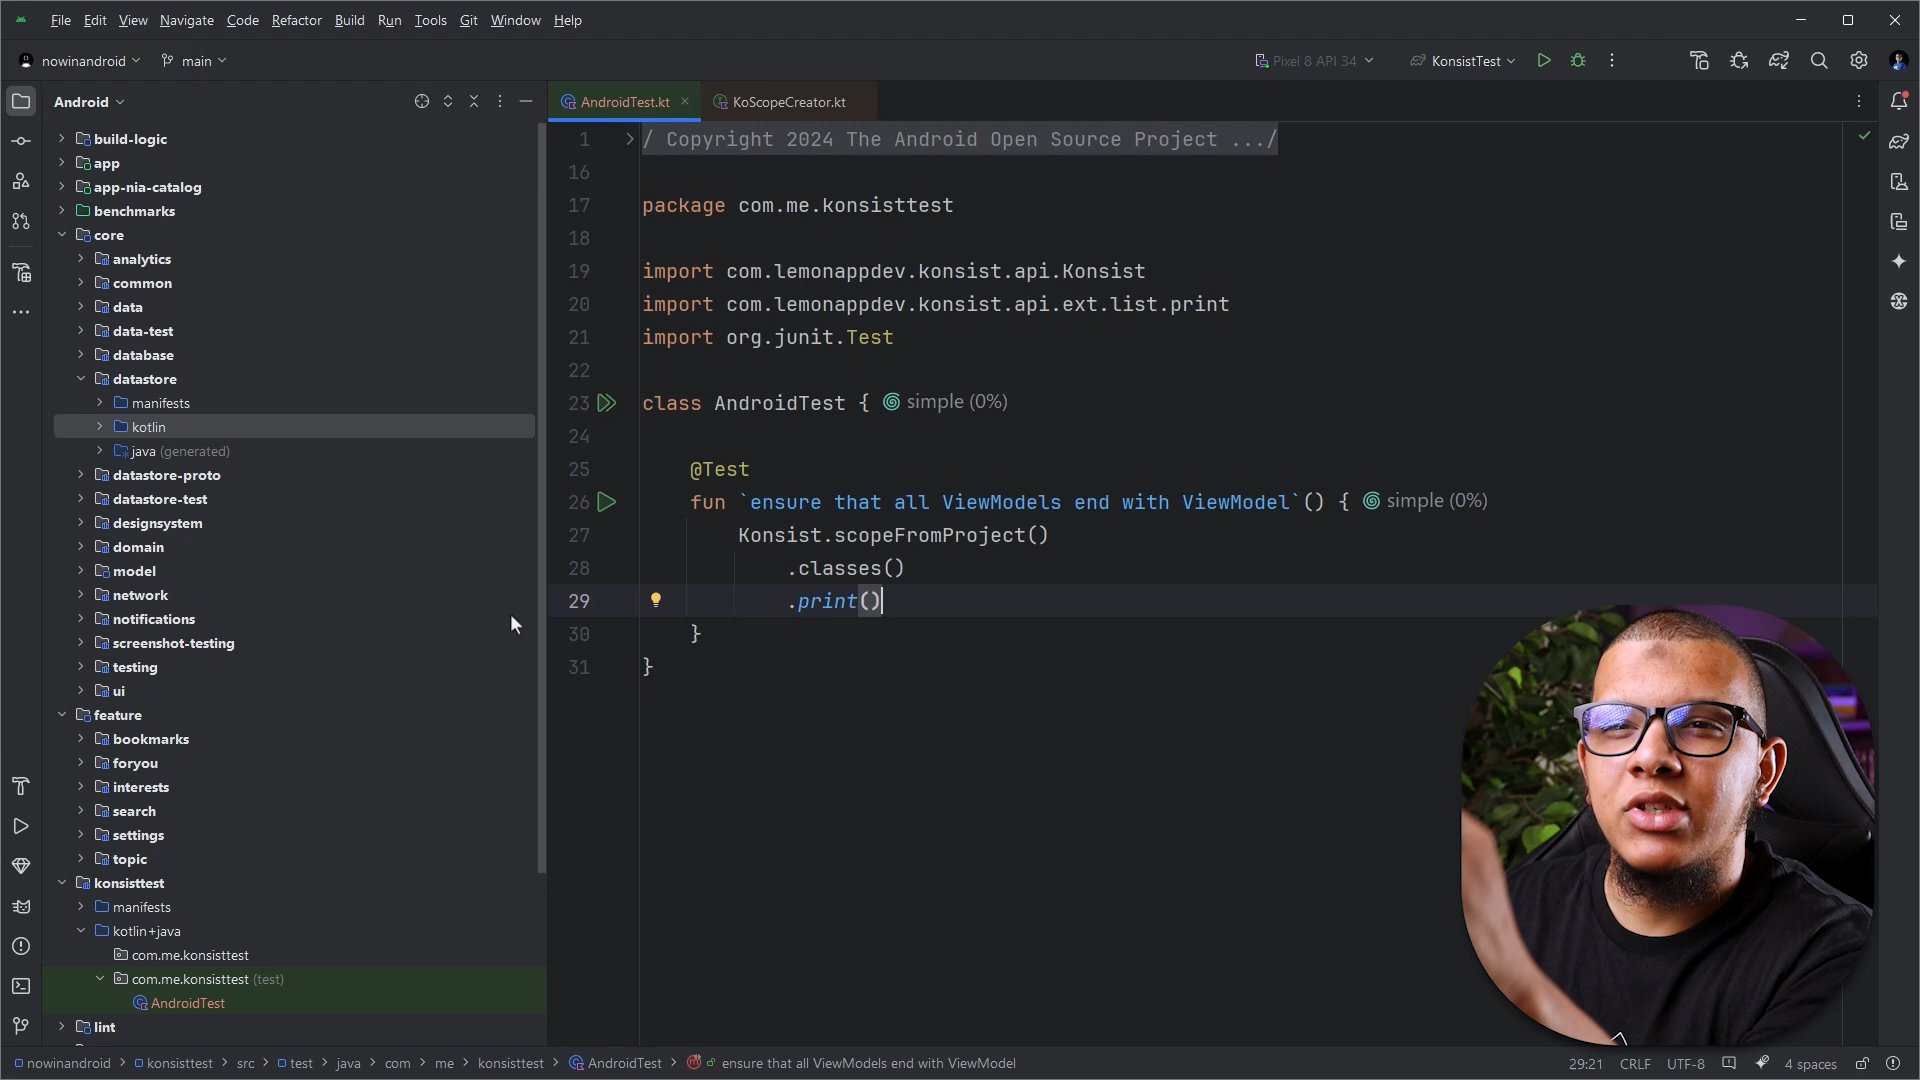 File Edit View Navigate Code Refactor Build Run Tools Git Window Help
nowinandroid main Pixel 8 API 34 KonsistTest
Android
AndroidTest.kt KoScopeCreator.kt
build-logic
app
app-nia-catalog
benchmarks
core
analytics
common
data
data-test
database
datastore
manifests
kotlin
java (generated)
datastore-proto
datastore-test
designsystem
domain
model
network
notifications
screenshot-testing
testing
ui
feature
bookmarks
foryou
interests
search
settings
topic
konsisttest
manifests
kotlin+java
com.me.konsisttest
com.me.konsisttest (test)
AndroidTest
lint
1 / Copyright 2024 The Android Open Source Project .../
16
17 package com.me.konsisttest
18
19 import com.lemonappdev.konsist.api.Konsist
20 import com.lemonappdev.konsist.api.ext.list.print
21 import org.junit.Test
22
23 class AndroidTest { simple (0%)
24
25 @Test
26 fun `ensure that all ViewModels end with ViewModel`() { simple (0%)
27 Konsist.scopeFromProject()
28 .classes()
29 .print()
30 }
31 }
nowinandroid > konsisttest > src > test > java > com > me > konsisttest > AndroidTest > ensure that all ViewModels end with ViewModel 29:21 CRLF UTF-8 4 spaces